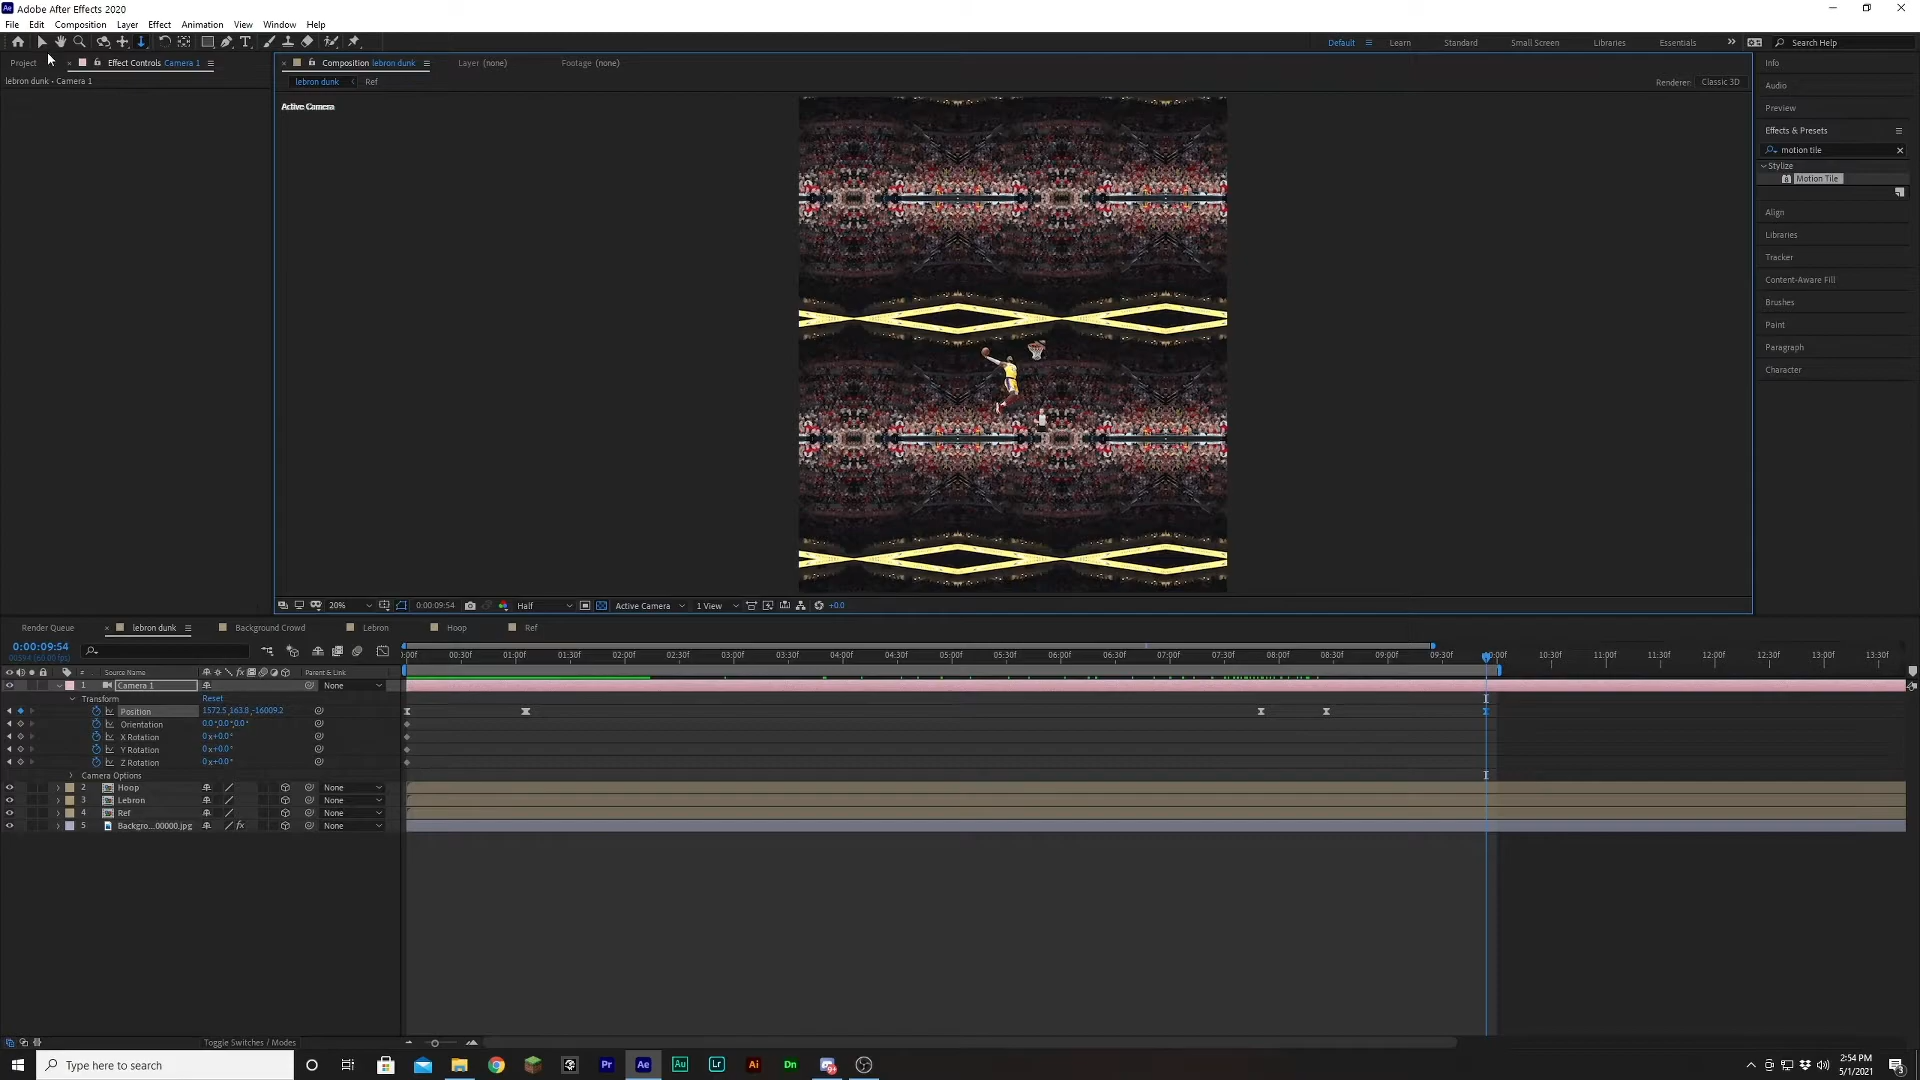 Adobe After Effects 2020
File Edit Composition Layer Effect Animation View Window Help
Default Learn Standard Small Screen Libraries Essentials Search Help
Project Effect Controls Camera 1
lebron dunk • Camera 1
Composition lebron dunk Layer (none) Footage (none)
lebron dunk Ref
Renderer: Classic 3D
Active Camera
Info
Audio
Preview
Effects & Presets
motion tile
Stylize
Motion Tile
Align
Libraries
Tracker
Content-Aware Fill
Brushes
Paint
Paragraph
Character
20% 0:00:09:54 Half Active Camera 1 View +0.0
Render Queue lebron dunk Background Crowd Lebron Hoop Ref
0:00:09:54
00:30f 01:00f 01:30f 02:00f 02:30f 03:00f 03:30f 04:00f 04:30f 05:00f 05:30f 06:00f 06:30f 07:00f 07:30f 08:00f 08:30f 09:00f 09:30f 10:30f 11:00f 11:30f 12:00f 12:30f 13:00f 13:30f
# Source Name Parent & Link
1 Camera 1 None
Transform Reset
Position 1572.5,163.8,-16009.2
Orientation 0.0°,0.0°,0.0°
X Rotation 0x+0.0°
Y Rotation 0x+0.0°
Z Rotation 0x+0.0°
Camera Options
2 Hoop None
3 Lebron None
4 Ref None
5 Backgro...00000.jpg fx None
Toggle Switches / Modes
Type here to search
Pr Ae Au Lr Ai Dn
2:54 PM
5/1/2021